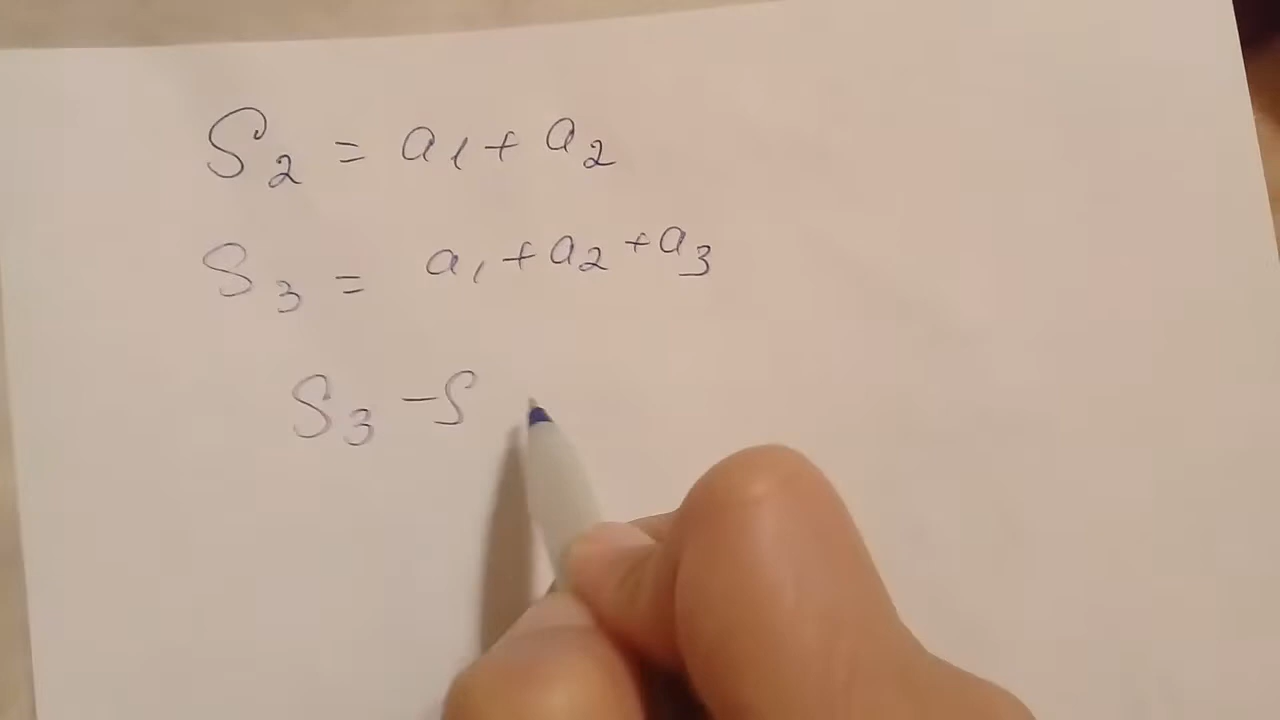 S₂ = a₁ + a₂
S₃ = a₁ + a₂ + a₃
S₃ - S